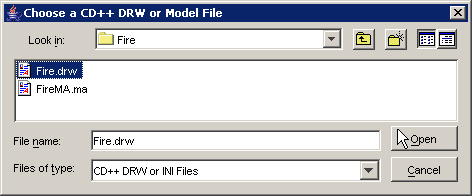 Choose a CD++ DRW or Model File
Look in: Fire
Fire.drw
FireMA.ma
File name: Fire.drw Open
Files of type: CD++ DRW or INI Files Cancel